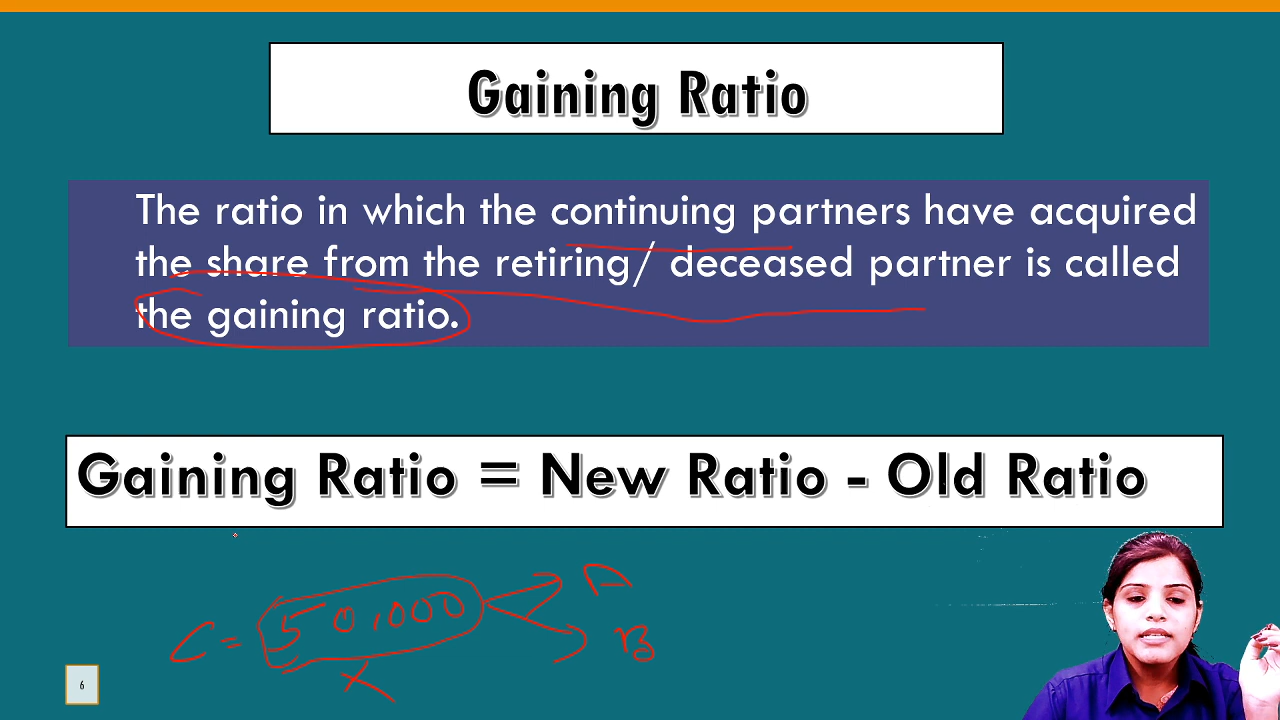 Gaining Ratio
The ratio in which the continuing partners have acquired
the share from the retiring/ deceased partner is called
the gaining ratio.
Gaining Ratio = New Ratio - Old Ratio
A
C = 50,000
B
6